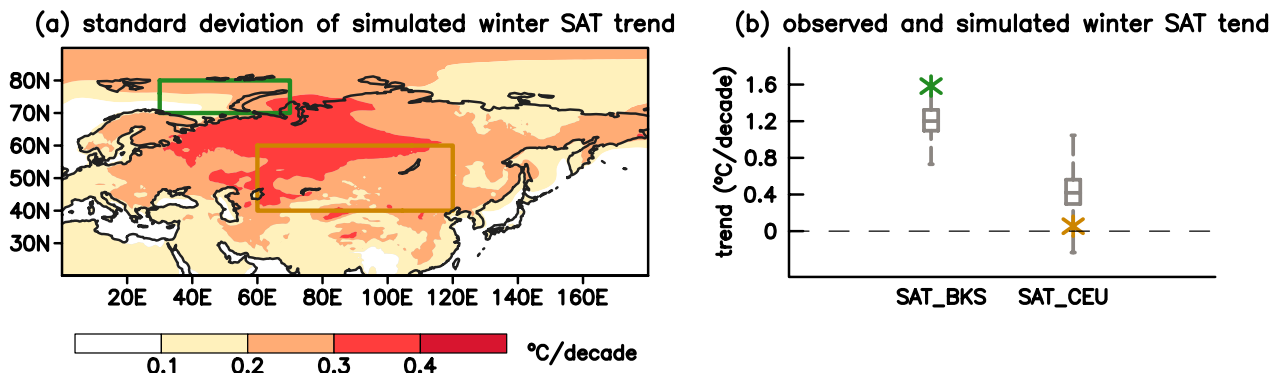 (a) standard deviation of simulated winter SAT trend
80N
70N
60N
50N
40N
30N
20E 40E 60E 80E 100E 120E 140E 160E
0.1 0.2 0.3 0.4 °C/decade
(b) observed and simulated winter SAT tend
trend (°C/decade)
1.6
1.2
0.8
0.4
0
SAT_BKS SAT_CEU